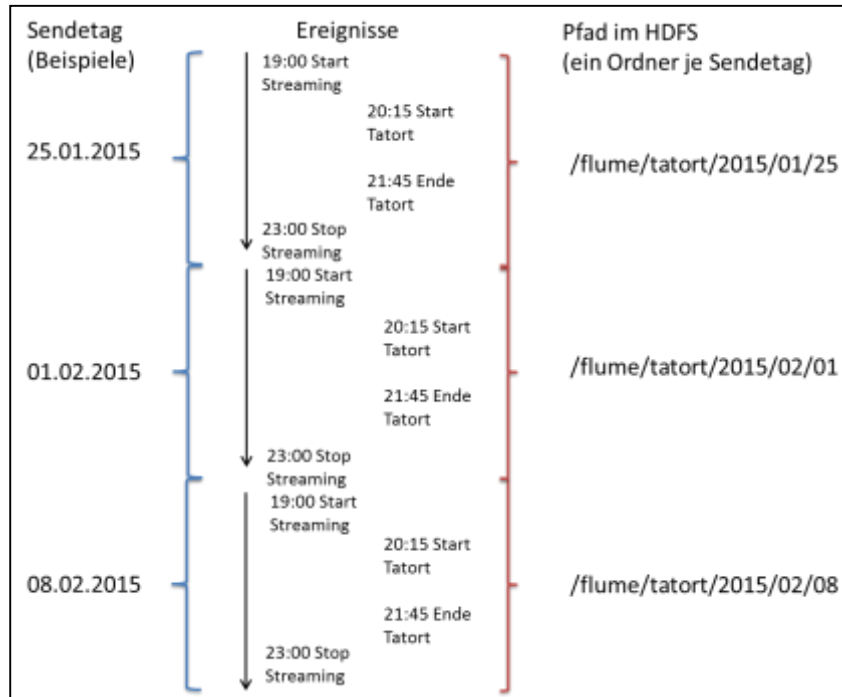 Sendetag
(Beispiele)
Ereignisse
Pfad im HDFS
(ein Ordner je Sendetag)
25.01.2015
19:00 Start
Streaming
20:15 Start
Tatort
21:45 Ende
Tatort
23:00 Stop
Streaming
/flume/tatort/2015/01/25
01.02.2015
19:00 Start
Streaming
20:15 Start
Tatort
21:45 Ende
Tatort
23:00 Stop
Streaming
/flume/tatort/2015/02/01
08.02.2015
19:00 Start
Streaming
20:15 Start
Tatort
21:45 Ende
Tatort
23:00 Stop
Streaming
/flume/tatort/2015/02/08